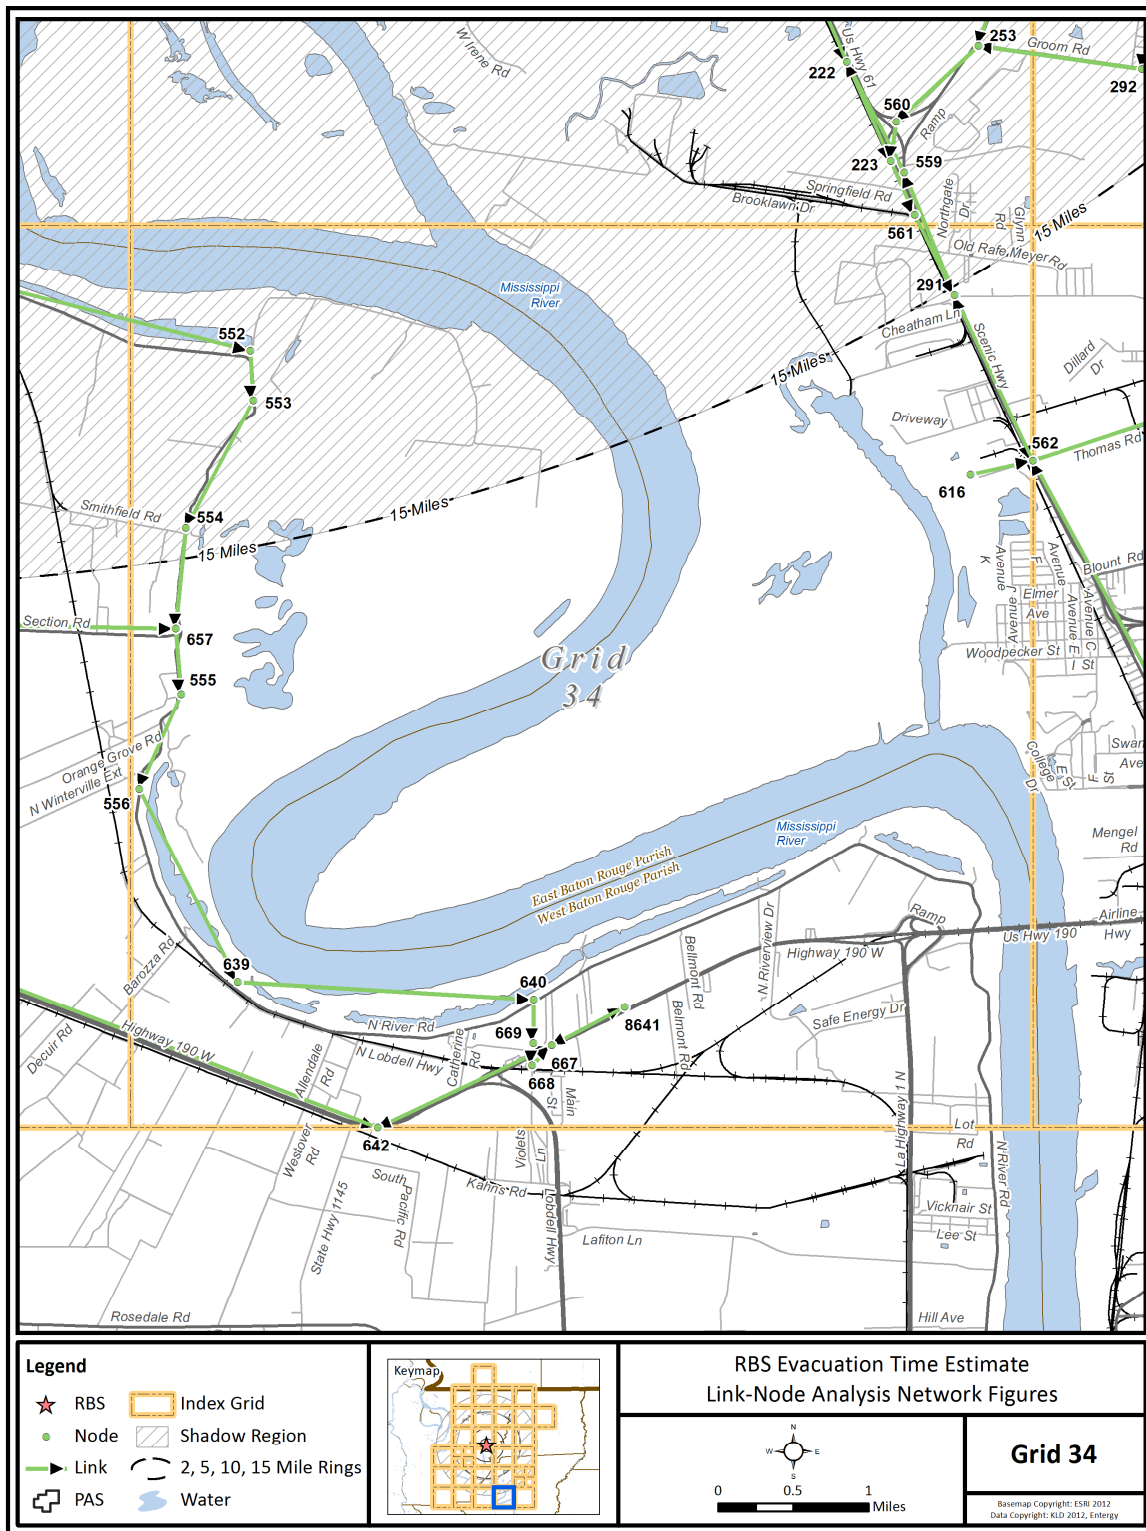 W Irene Rd
Us Hwy 61
253
Groom Rd
222
292
560
Ramp
223
559
Springfield Rd
Brooklawn Dr
Northgate Dr
Glynn Rd
15 Miles
561
Old Rafe Meyer Rd
Mississippi River
291
Cheatham Ln
Scenic Hwy
552
15 Miles
Dillard Dr
553
Driveway
562
Thomas Rd
616
15 Miles
Smithfield Rd
554
15 Miles
Avenue K
Avenue F
Blount Rd
Elmer Ave
Avenue J
Avenue E
Avenue C
Section Rd
657
Woodpecker St
I St
Grid 34
555
Orange Grove Rd
N Winterville Ext
556
College Dr
E St
F St
Swan Ave
Mississippi River
Mengel Rd
East Baton Rouge Parish
West Baton Rouge Parish
Ramp
Airline Hwy
Us Hwy 190
Highway 190 W
N Riverview Dr
Bellmont Rd
Barozza Rd
639
640
8641
N River Rd
669
Belmont Rd
Safe Energy Dr
Decuir Rd
Highway 190 W
Allendale Rd
N Lobdell Hwy
Catherine Rd
667
668
Main St
La Highway 1 N
642
Westover Rd
Violets Ln
Lot Rd
N River Rd
South Pacific Rd
Kahns Rd
State Hwy 1145
Lobdell Hwy
Vicknair St
Lafiton Ln
Lee St
Rosedale Rd
Hill Ave
Legend
RBS
Index Grid
Node
Shadow Region
Link
2, 5, 10, 15 Mile Rings
PAS
Water
Keymap
RBS Evacuation Time Estimate
Link-Node Analysis Network Figures
N
W E
S
0 0.5 1
Miles
Grid 34
Basemap Copyright: ESRI 2012
Data Copyright: KLD 2012, Entergy